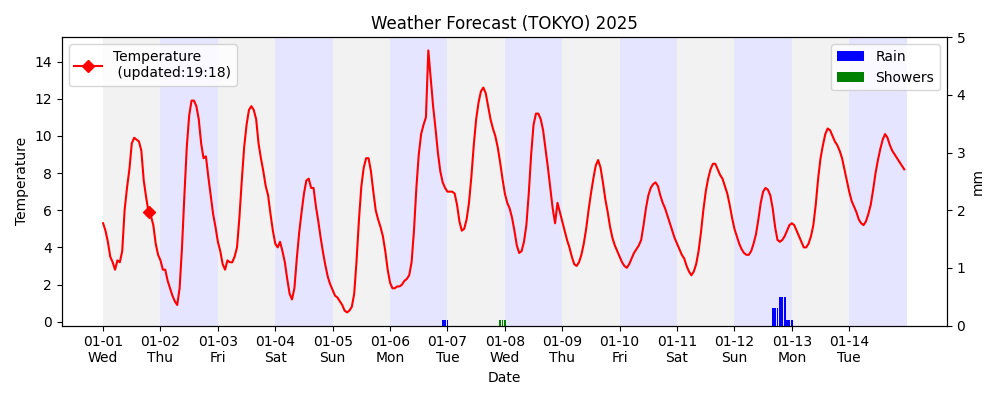 Weather Forecast (TOKYO) 2025
Temperature
(updated:19:18)
Rain
Showers
Temperature
14
12
10
8
6
4
2
0
5
4
3
2
1
0
mm
01-01 01-02 01-03 01-04 01-05 01-06 01-07 01-08 01-09 01-10 01-11 01-12 01-13 01-14
Wed Thu Fri Sat Sun Mon Tue Wed Thu Fri Sat Sun Mon Tue
Date